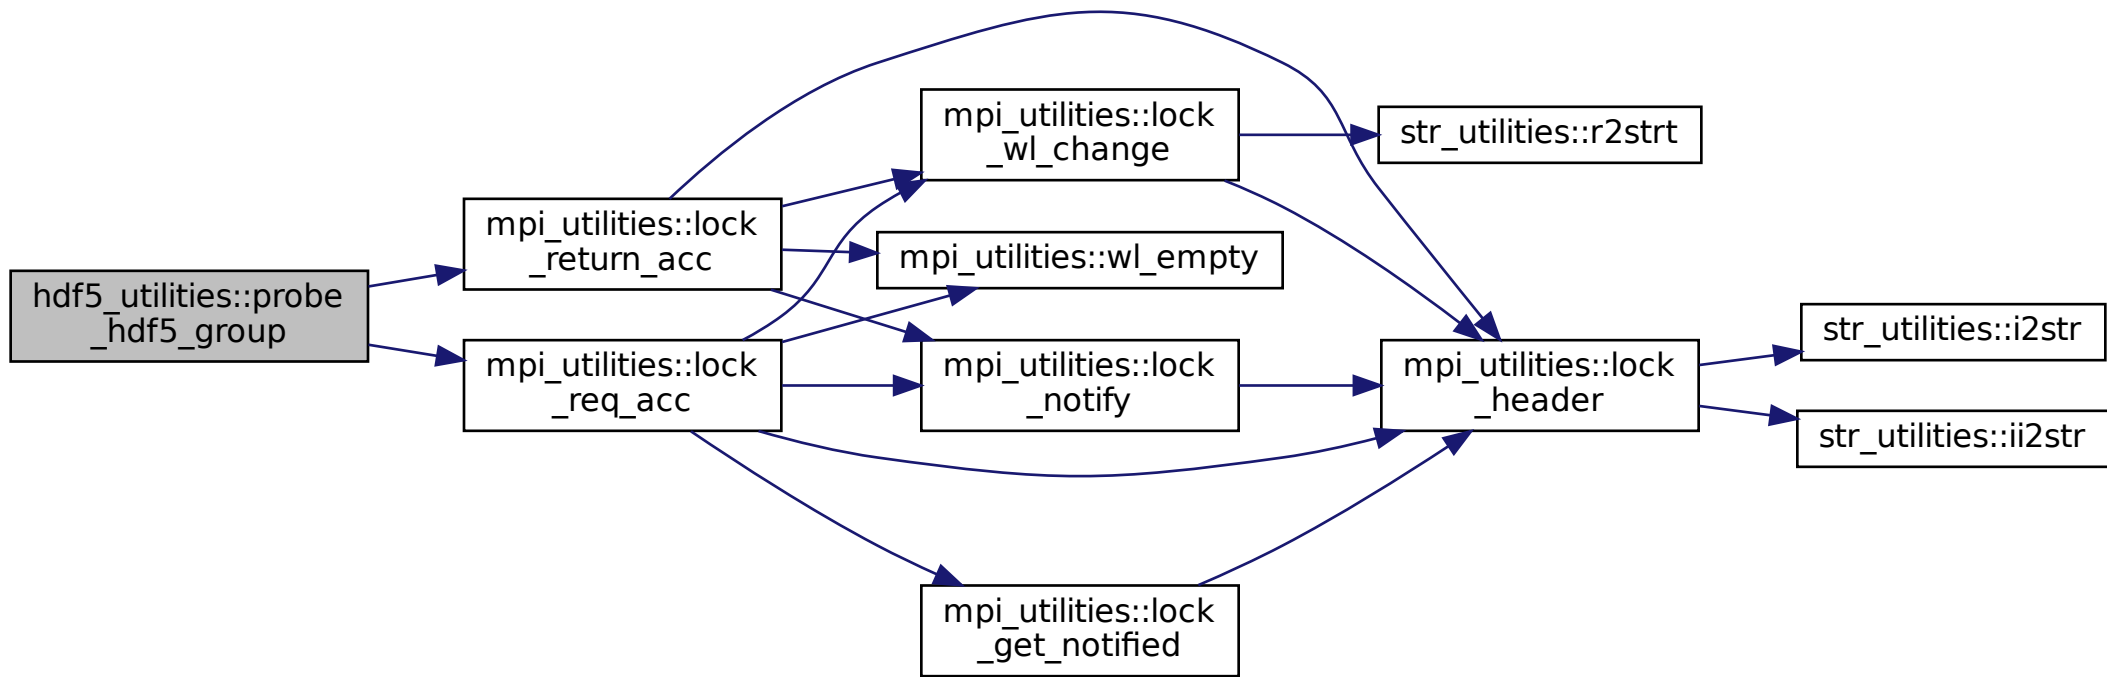 hdf5_utilities::probe
_hdf5_group
mpi_utilities::lock
_return_acc
mpi_utilities::lock
_req_acc
mpi_utilities::lock
_wl_change
mpi_utilities::wl_empty
mpi_utilities::lock
_notify
mpi_utilities::lock
_get_notified
str_utilities::r2strt
mpi_utilities::lock
_header
str_utilities::i2str
str_utilities::ii2str